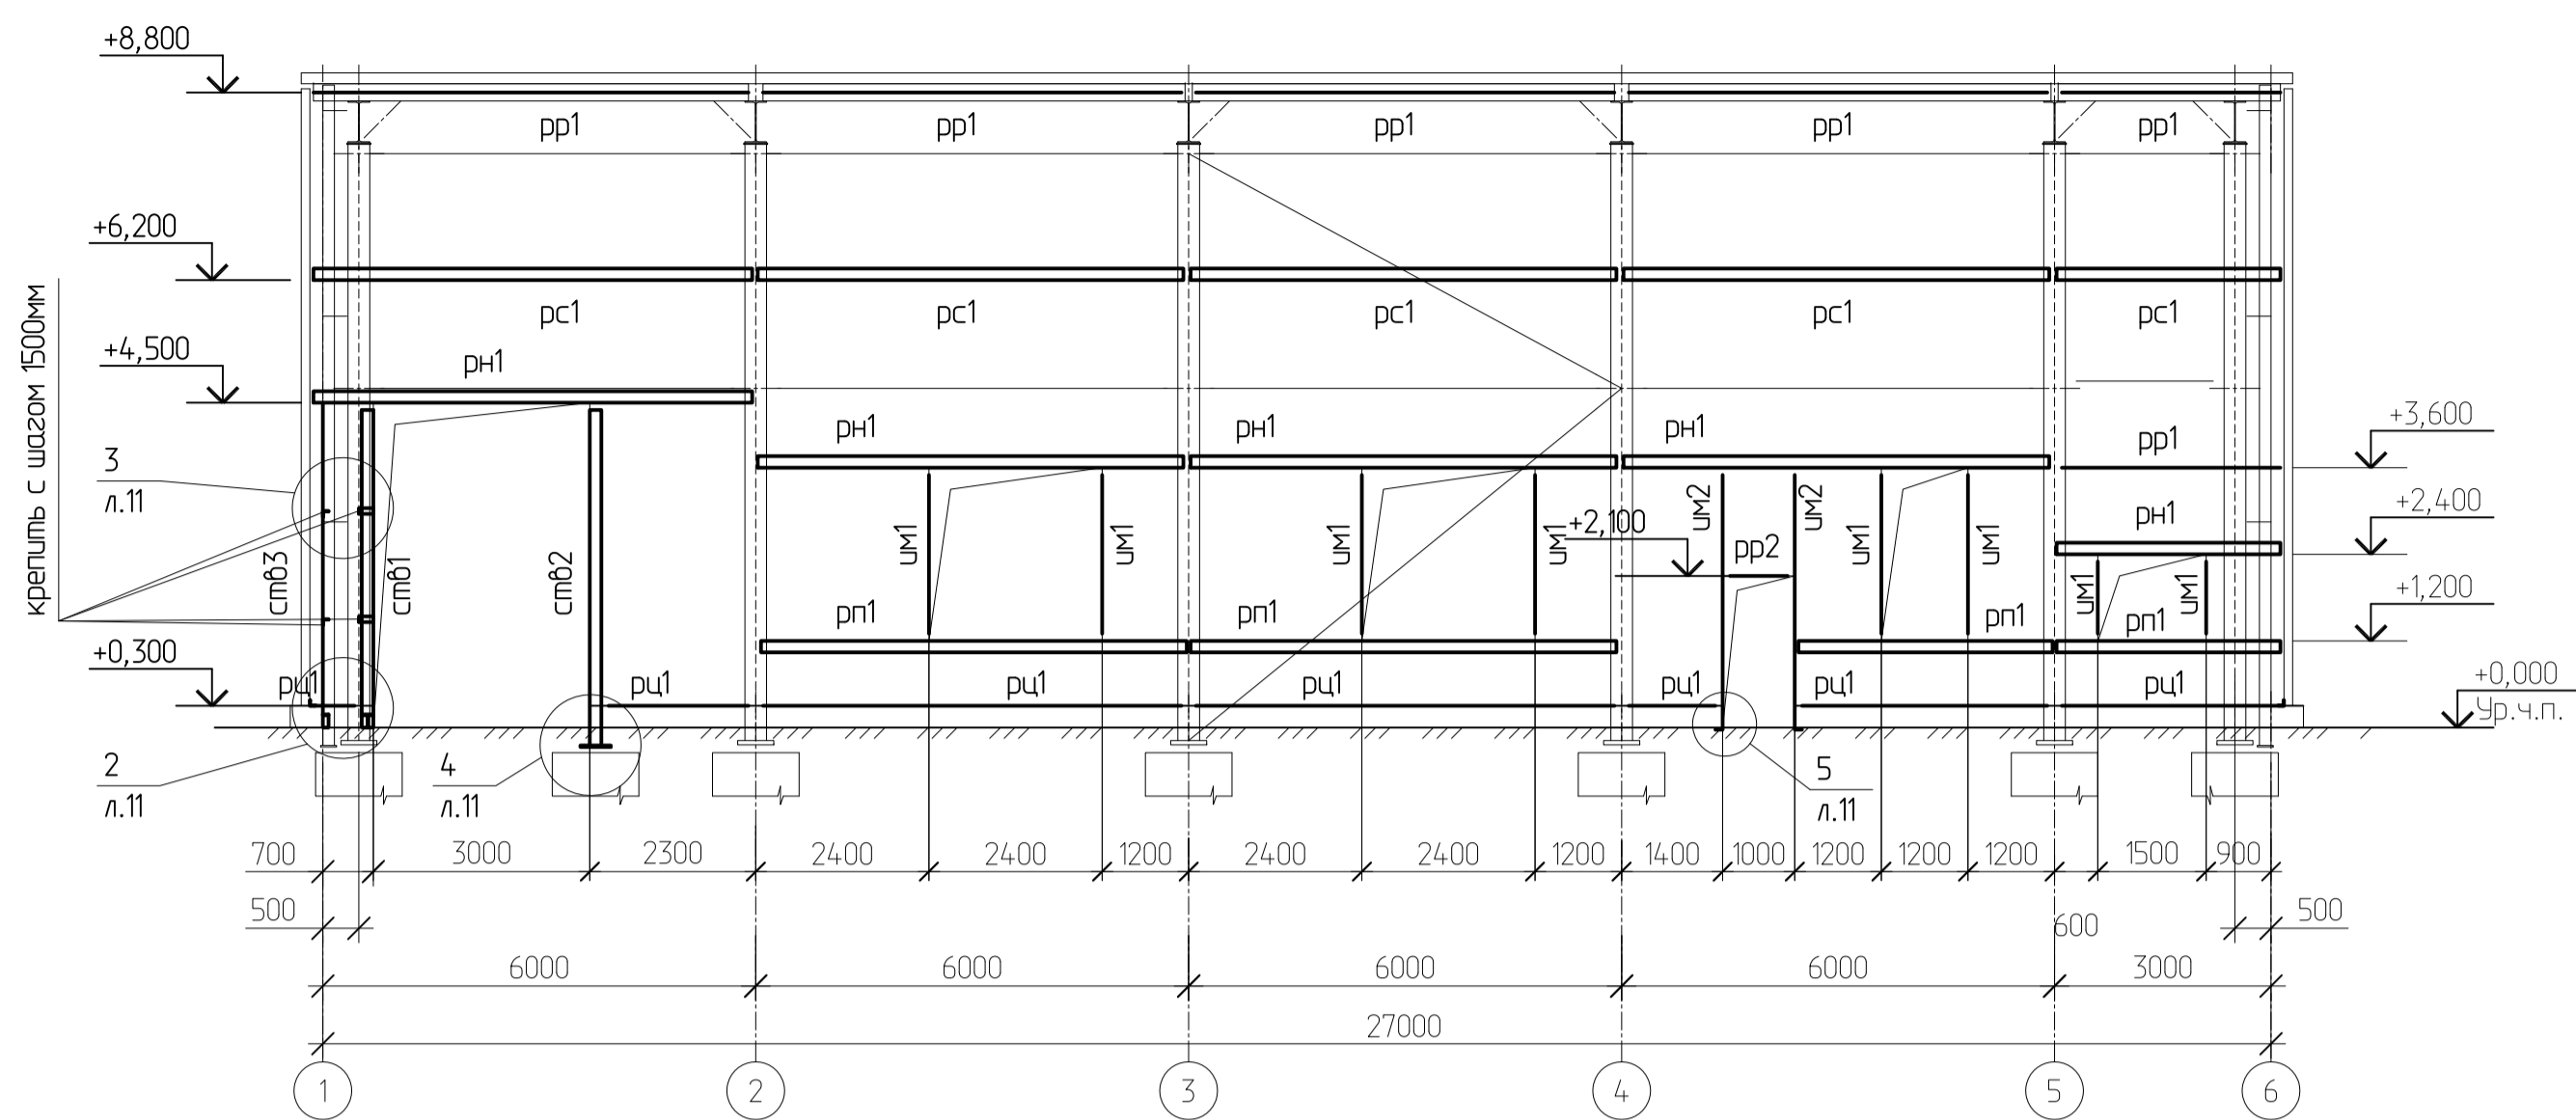 +8,800
рр1 рр1 рр1 рр1 рр1
+6,200
рс1 рс1 рс1 рс1 рс1
крепить с шагом 1500мм
+4,500
рн1
рн1 рн1 рн1
+3,600
рр1
3
л.11
+2,400
рн1
им1 им1 им1 им1 им2 им2 им1 им1
+2,100
рр2
ств3 ств1 ств2
+1,200
им1 им1
рп1 рп1 рп1 рп1
+0,300
рц1 рц1 рц1 рц1 рц1 рц1 рц1
+0,000
Ур.ч.п.
2
л.11
4
л.11
5
л.11
700 3000 2300 2400 2400 1200 2400 2400 1200 1400 1000 1200 1200 1200 1500 900
500 600 500
6000 6000 6000 6000 3000
27000
1 2 3 4 5 6